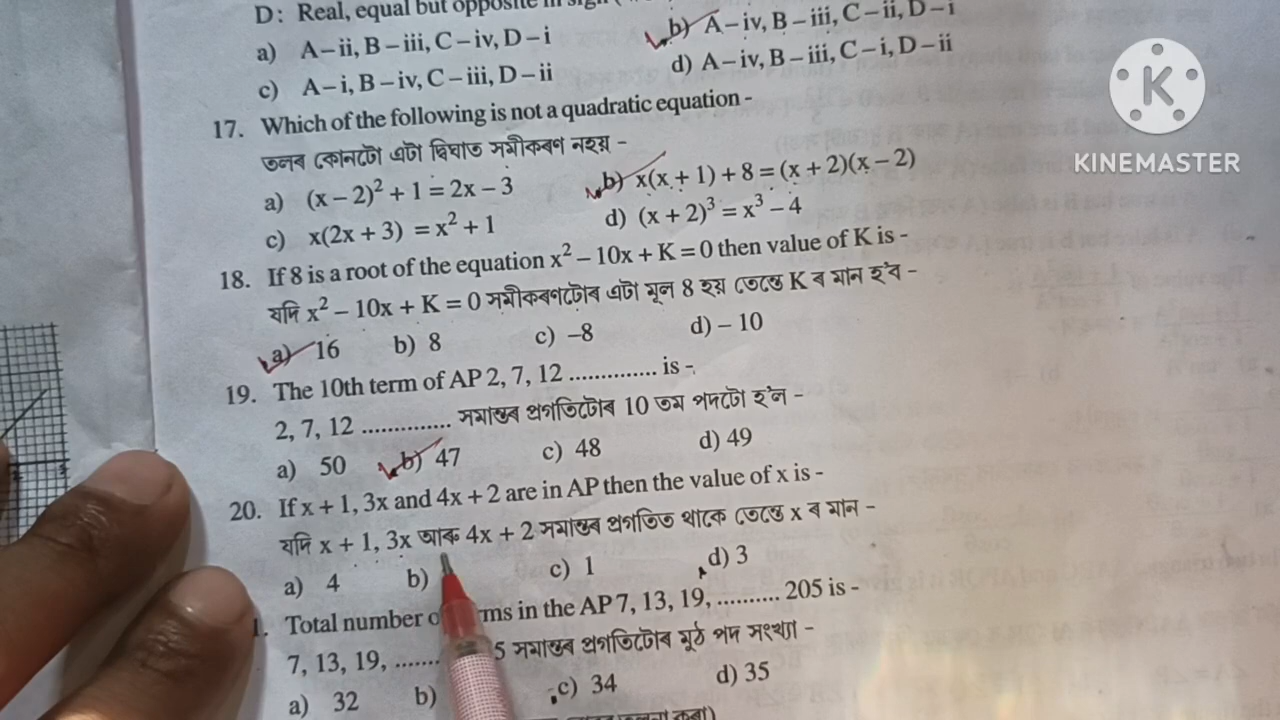 D: Real, equal but opposite in sign
a) A – ii, B – iii, C – iv, D – i b) A – iv, B – iii, C – ii, D – i
c) A – i, B – iv, C – iii, D – ii d) A – iv, B – iii, C – i, D – ii
17. Which of the following is not a quadratic equation -
তলৰ কোনটো এটা দ্বিঘাত সমীকৰণ নহয় –
a) (x – 2)² + 1 = 2x – 3 b) x(x + 1) + 8 = (x + 2)(x – 2)
c) x(2x + 3) = x² + 1 d) (x + 2)³ = x³ – 4
18. If 8 is a root of the equation x² – 10x + K = 0 then value of K is -
যদি x² – 10x + K = 0 সমীকৰণটোৰ এটা মূল 8 হয় তেন্তে K ৰ মান হ'ব –
a) 16 b) 8 c) –8 d) – 10
19. The 10th term of AP 2, 7, 12 .............. is -
2, 7, 12 .............. সমান্তৰ প্ৰগতিটোৰ 10 তম পদটো হ'ল –
a) 50 b) 47 c) 48 d) 49
20. If x + 1, 3x and 4x + 2 are in AP then the value of x is -
যদি x + 1, 3x আৰু 4x + 2 সমান্তৰ প্ৰগতিত থাকে তেন্তে x ৰ মান –
a) 4 b) c) 1 d) 3
1. Total number of terms in the AP 7, 13, 19, .......... 205 is -
7, 13, 19, ....... 5 সমান্তৰ প্ৰগতিটোৰ মুঠ পদ সংখ্যা –
a) 32 b) c) 34 d) 35
K
KINEMASTER